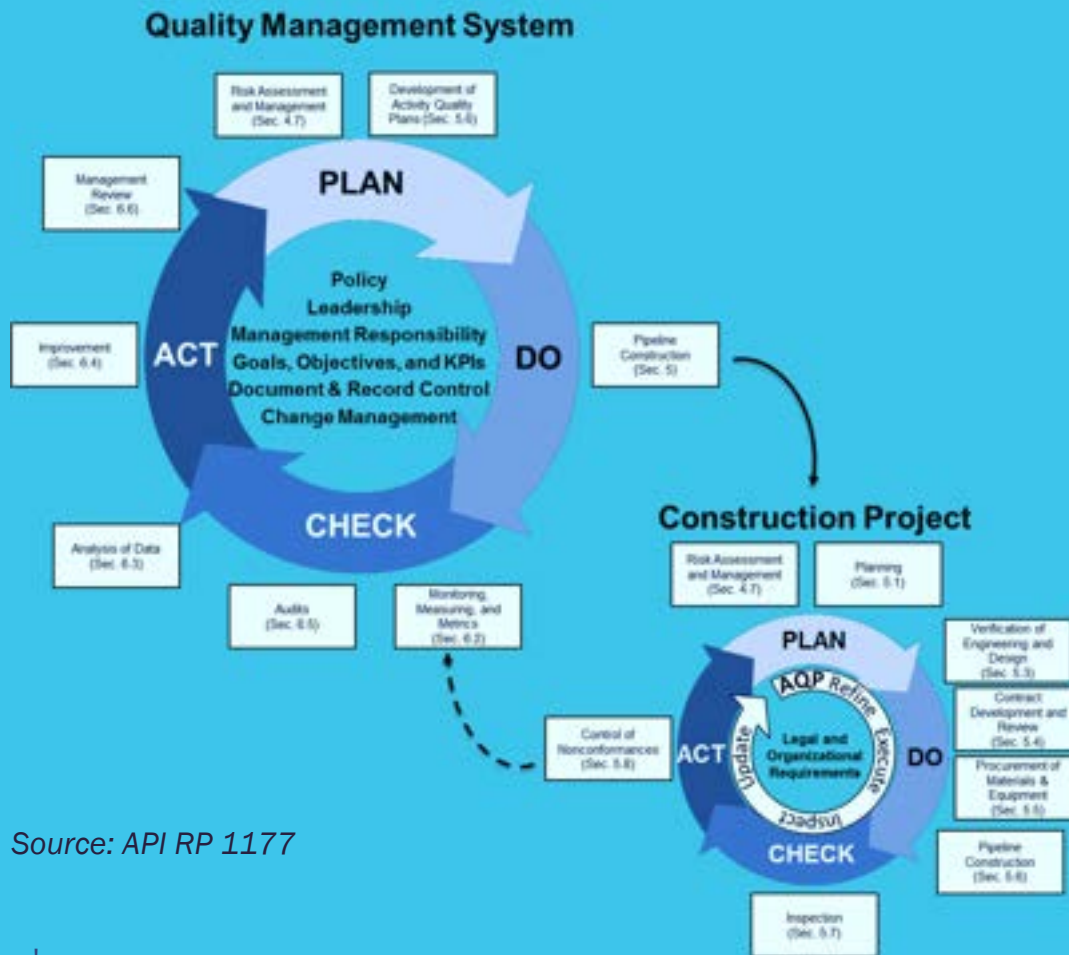 Quality Management System
Risk Assessment
and Management
(Sec. 4.7)
Development of
Activity Quality
Plans (Sec. 5.6)
Management
Review
(Sec. 6.6)
PLAN
Policy
Leadership
Management Responsibility
Goals, Objectives, and KPIs
Document & Record Control
Change Management
Improvement
(Sec. 6.4)
ACT
DO
Pipeline
Construction
(Sec. 5)
CHECK
Analysis of Data
(Sec. 6.3)
Audits
(Sec. 6.5)
Monitoring,
Measuring, and
Metrics
(Sec. 6.2)
Construction Project
Risk Assessment
and Management
(Sec. 4.7)
Planning
(Sec. 5.1)
PLAN
Verification of
Engineering and
Design
(Sec. 5.3)
Contract
Development and
Review
(Sec. 5.4)
Procurement of
Materials &
Equipment
(Sec. 5.5)
Pipeline
Construction
(Sec. 5.6)
AQP Refine Execute Inspect Update
Legal and
Organizational
Requirements
ACT
DO
CHECK
Control of
Nonconformances
(Sec. 5.8)
Inspection
(Sec. 5.7)
Source: API RP 1177